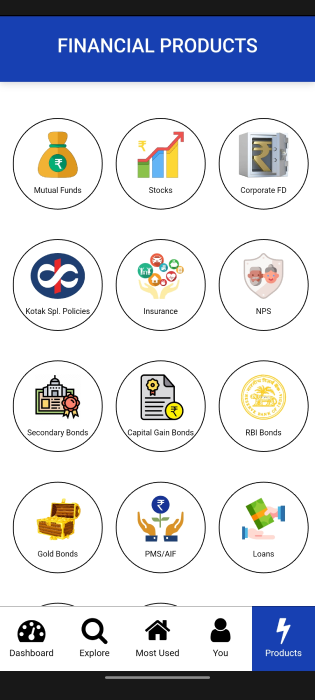 FINANCIAL PRODUCTS
Mutual Funds
Stocks
Corporate FD
Kotak Spl. Policies
Insurance
NPS
Secondary Bonds
Capital Gain Bonds
RBI Bonds
Gold Bonds
PMS/AIF
Loans
Dashboard
Explore
Most Used
You
Products